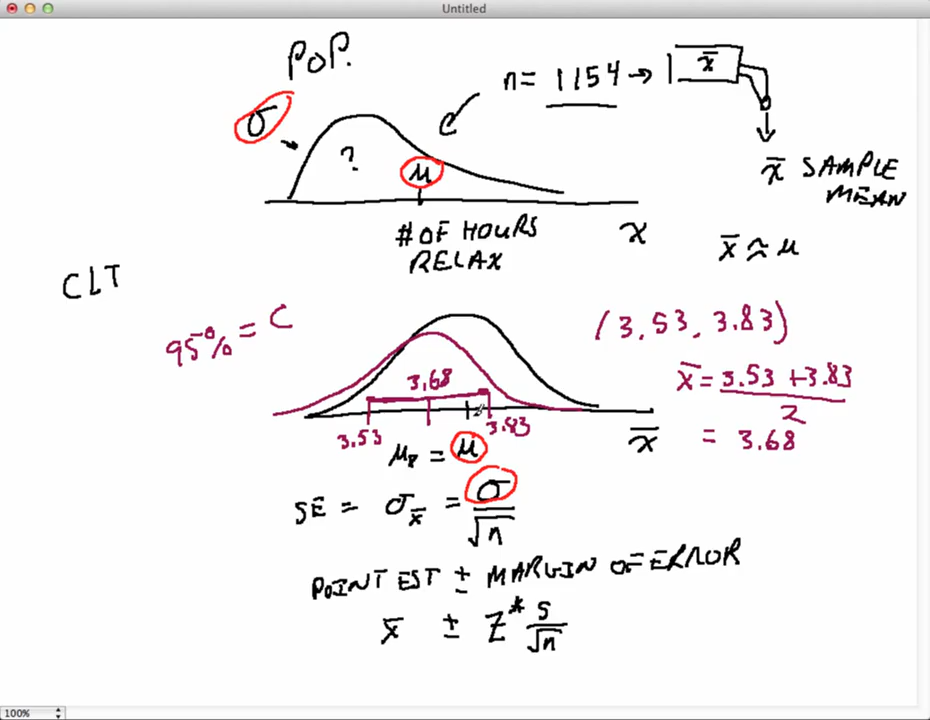 Untitled
POP.
σ
?
μ
n = 1154 → x̄
x̄ SAMPLE
MEAN
# OF HOURS
RELAX
x
x̄ ≈ μ
CLT
95% = C
(3.53, 3.83)
3.68
x̄ = 3.53 + 3.83
2
= 3.68
3.53
3.83
x̄
μx̄ = μ
SE = σx̄ = σ/√n
POINT EST ± MARGIN OF ERROR
x̄ ± Z* s/√n
100%